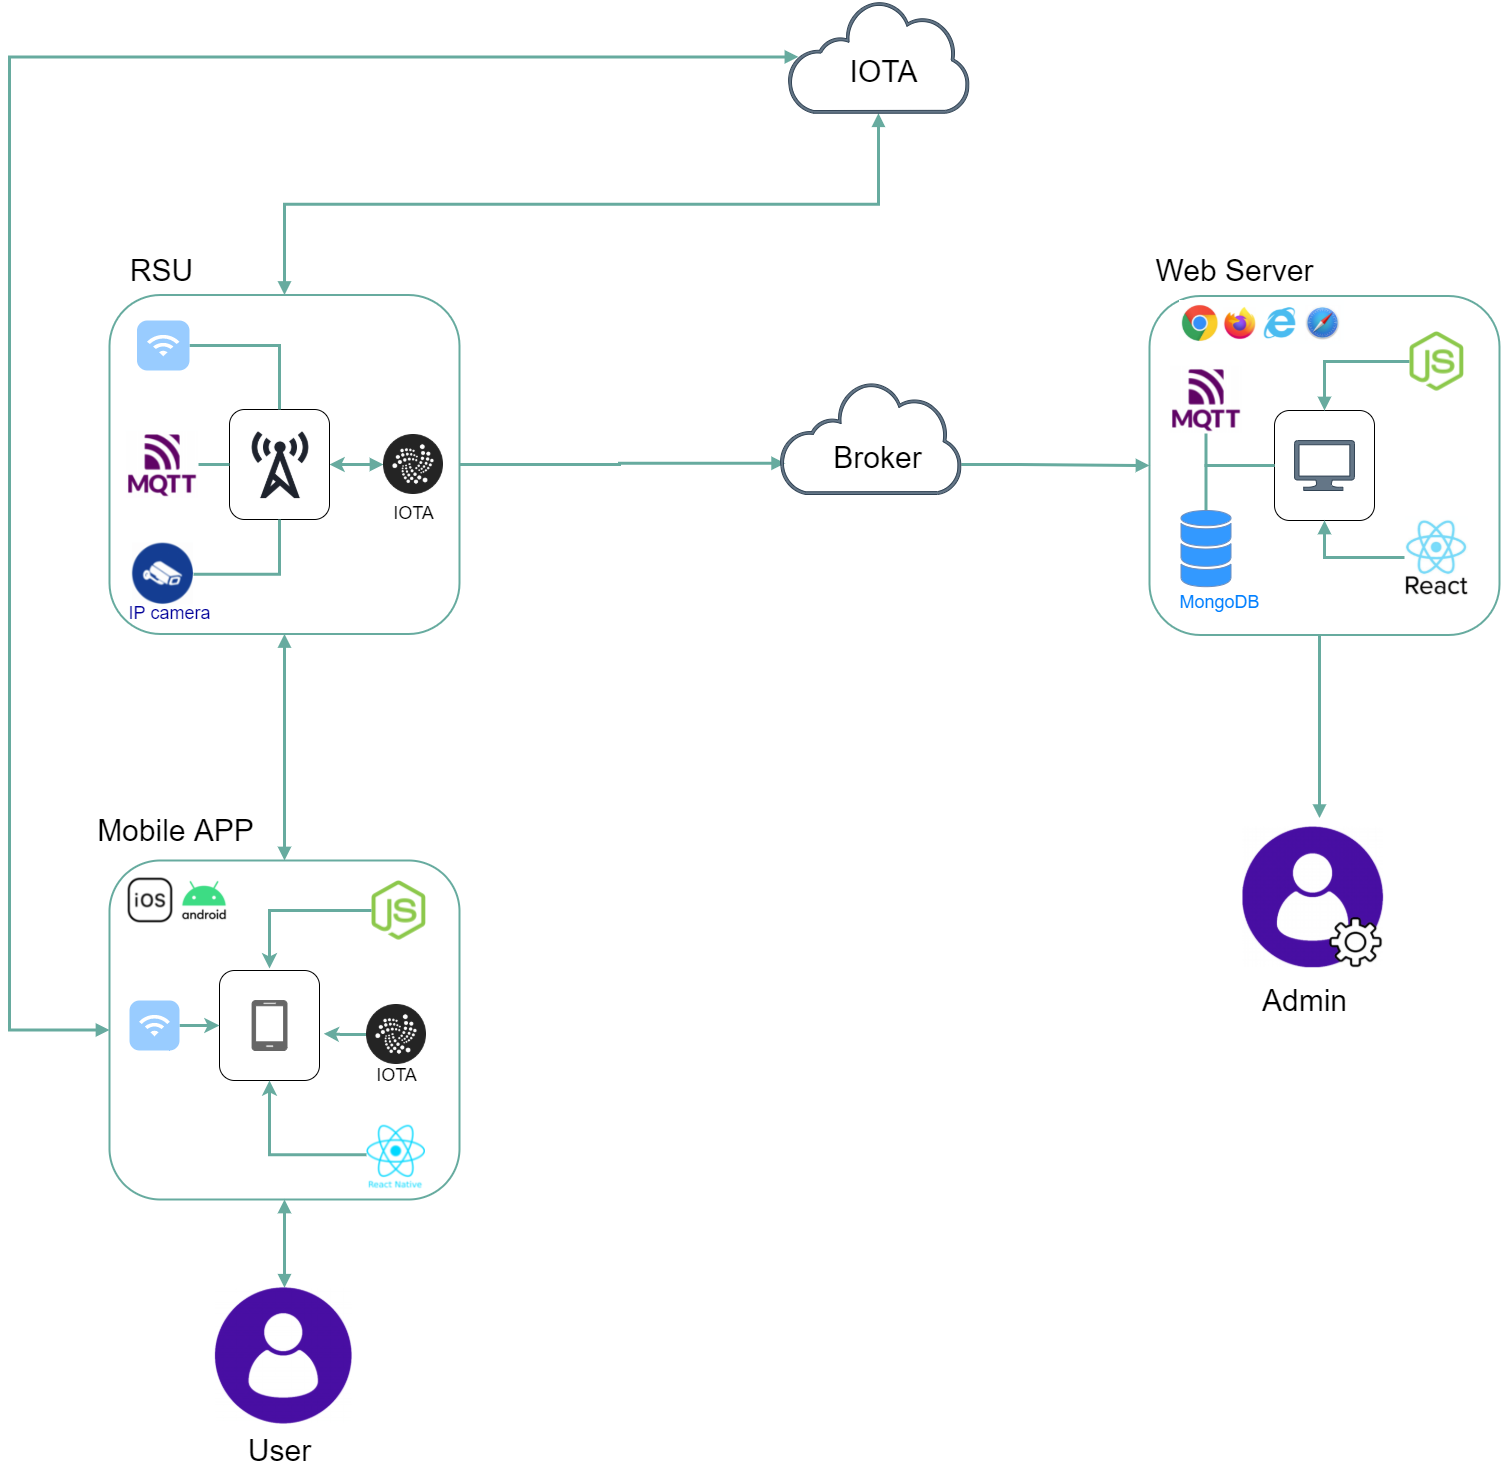 IOTA
RSU
Web Server
JS
MQTT
Broker
MQTT
IOTA
React
MongoDB
IP camera
Mobile APP
iOS
android
JS
IOTA
React Native
Admin
User